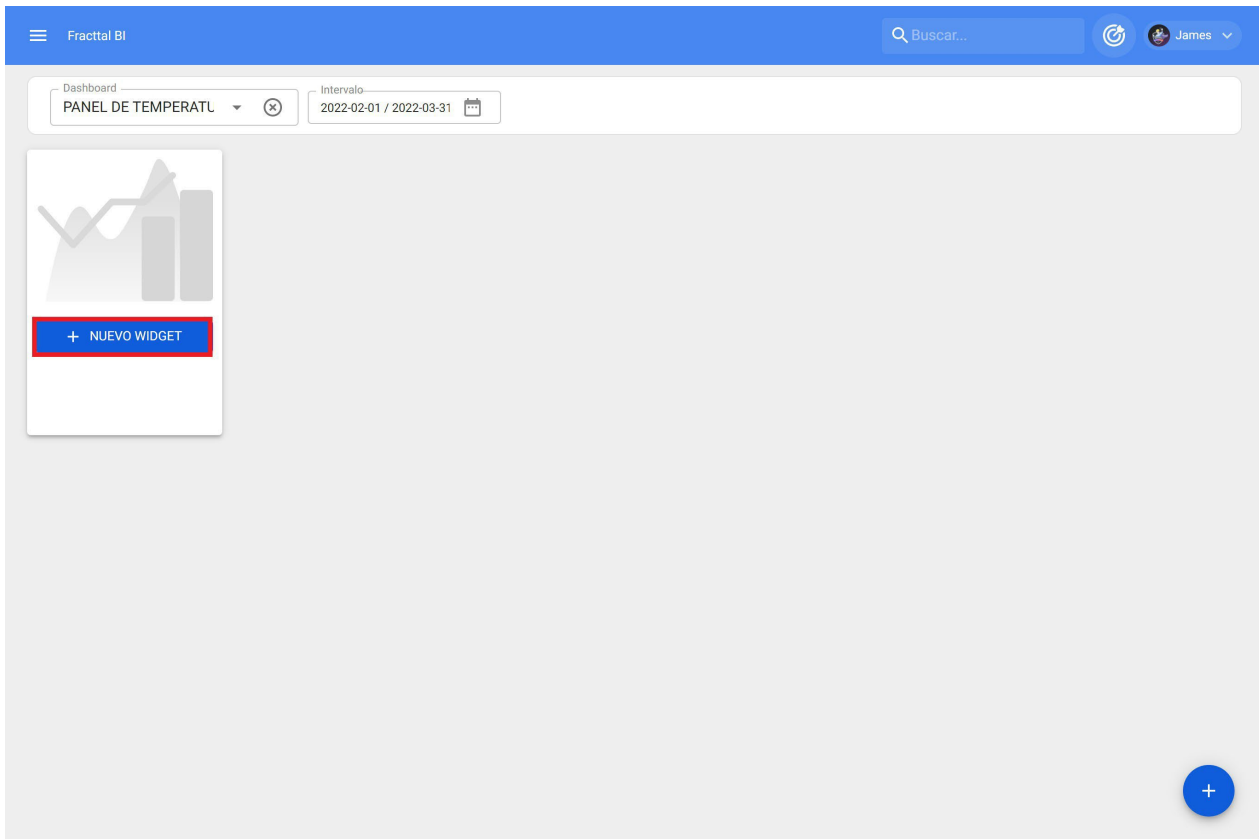 Fracttal BI
Buscar...
James
Dashboard
PANEL DE TEMPERATU
Intervalo
2022-02-01 / 2022-03-31
+ NUEVO WIDGET
+